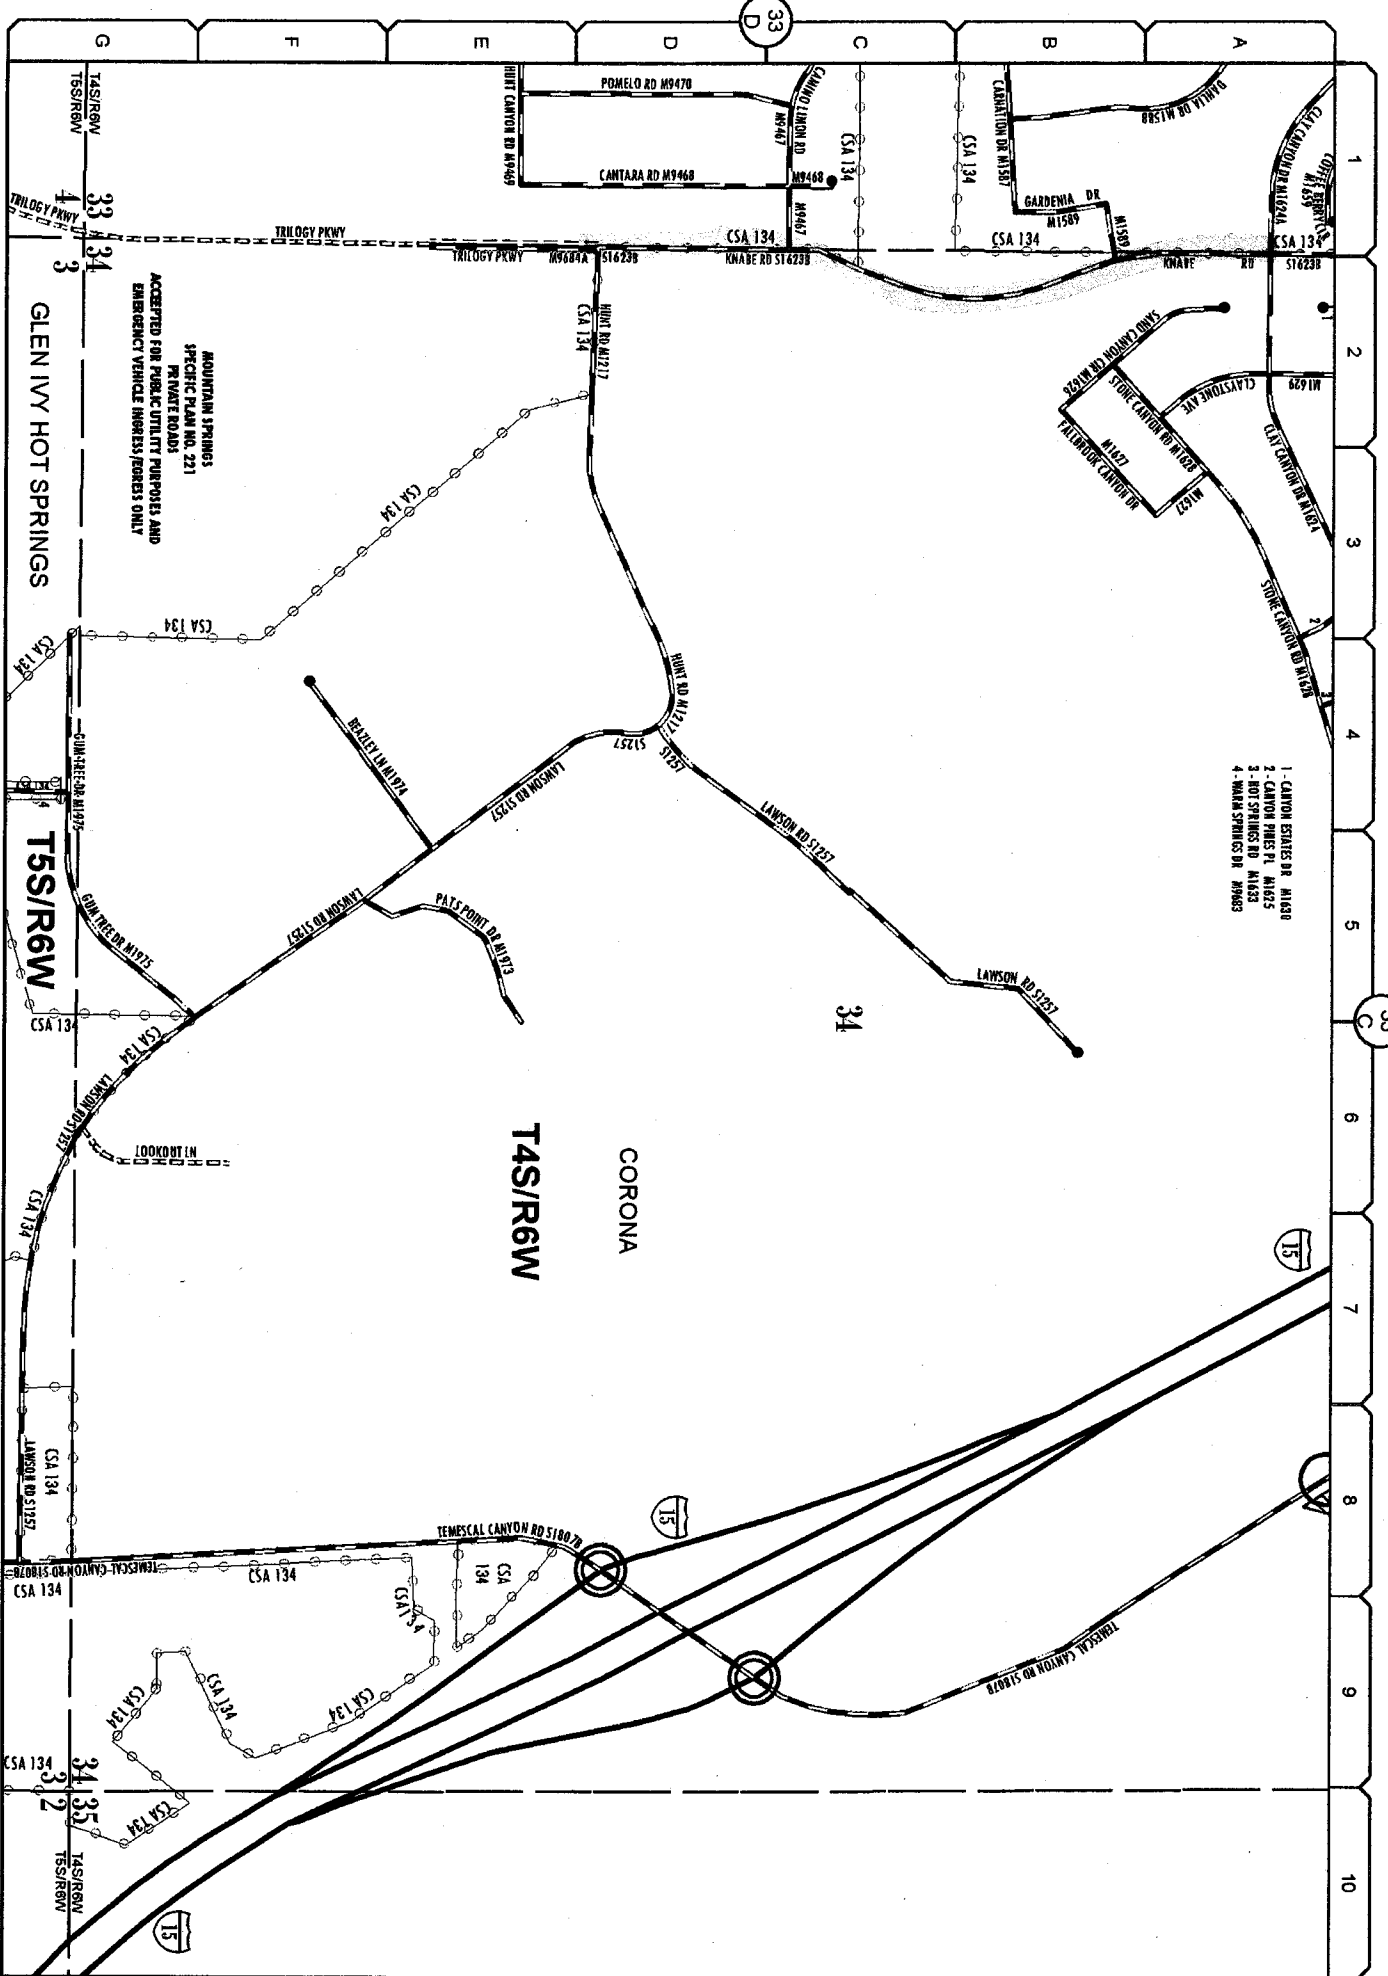 33
D
G
F
E
D
C
B
A
1
2
3
4
5
6
7
8
9
10
C
T4S/R6W
T5S/R6W
33
4
34
3
TRILOGY PKWY
TRILOGY PKWY
TRILOGY PKWY
M9684A
S1623B
HUNT CANYON RD M9469
POMELO RD M9470
CAMINO LIMON RD
M9467
CANTARA RD M9468
M9468
M9467
CSA 134
CSA 134
CSA 134
KNABE RD S1623B
CARNATION DR M1587
DAHLIA DR M1588
GARDENIA DR
M1589
M1589
CSA 134
CLAY CANYON DR M1624A
COFFEE BERRY CIR
M1659
CSA 134
KNABE RD
S1623B
1
SAND CANYON CIR M1626
STONE CANYON RD M1628
CLAYSTONE AVE
M1629
CLAY CANYON DR M1624
M1627
FALLBROOK CANYON DR
M1627
STONE CANYON RD M1628
2
3
1 - CANYON ESTATES DR M1630
2 - CANYON PINES PL M1625
3 - HOT SPRINGS RD M1633
4 - WARM SPRINGS DR M9683
HUNT RD M1217
CSA 134
MOUNTAIN SPRINGS
SPECIFIC PLAN NO. 221
PRIVATE ROADS
ACCEPTED FOR PUBLIC UTILITY PURPOSES AND
EMERGENCY VEHICLE INGRESS/EGRESS ONLY
GLEN IVY HOT SPRINGS
CSA 134
CSA 134
CSA 134
HUNT RD M1217
S1257
S1257
LAWSON RD S1257
BEAZLEY LN M1974
LAWSON RD S1257
GUM TREE DR M1975
T5S/R6W
GUM TREE DR M1975
LAWSON RD S1257
PATS POINT DR M1973
LAWSON RD S1257
34
CSA 134
CSA 134
LAWSON RD S1257
LOOKOUT LN
CSA 134
T4S/R6W
CORONA
15
CSA 134
LAWSON RD S1257
TEMESCAL CANYON RD S1807B
CSA 134
CSA 134
TEMESCAL CANYON RD S1807B
CSA
134
15
CSA 134
TEMESCAL CANYON RD S1807B
CSA 134
CSA 134
CSA 134
CSA 134
34
3
35
2
CSA 134
T4S/R6W
T5S/R6W
15